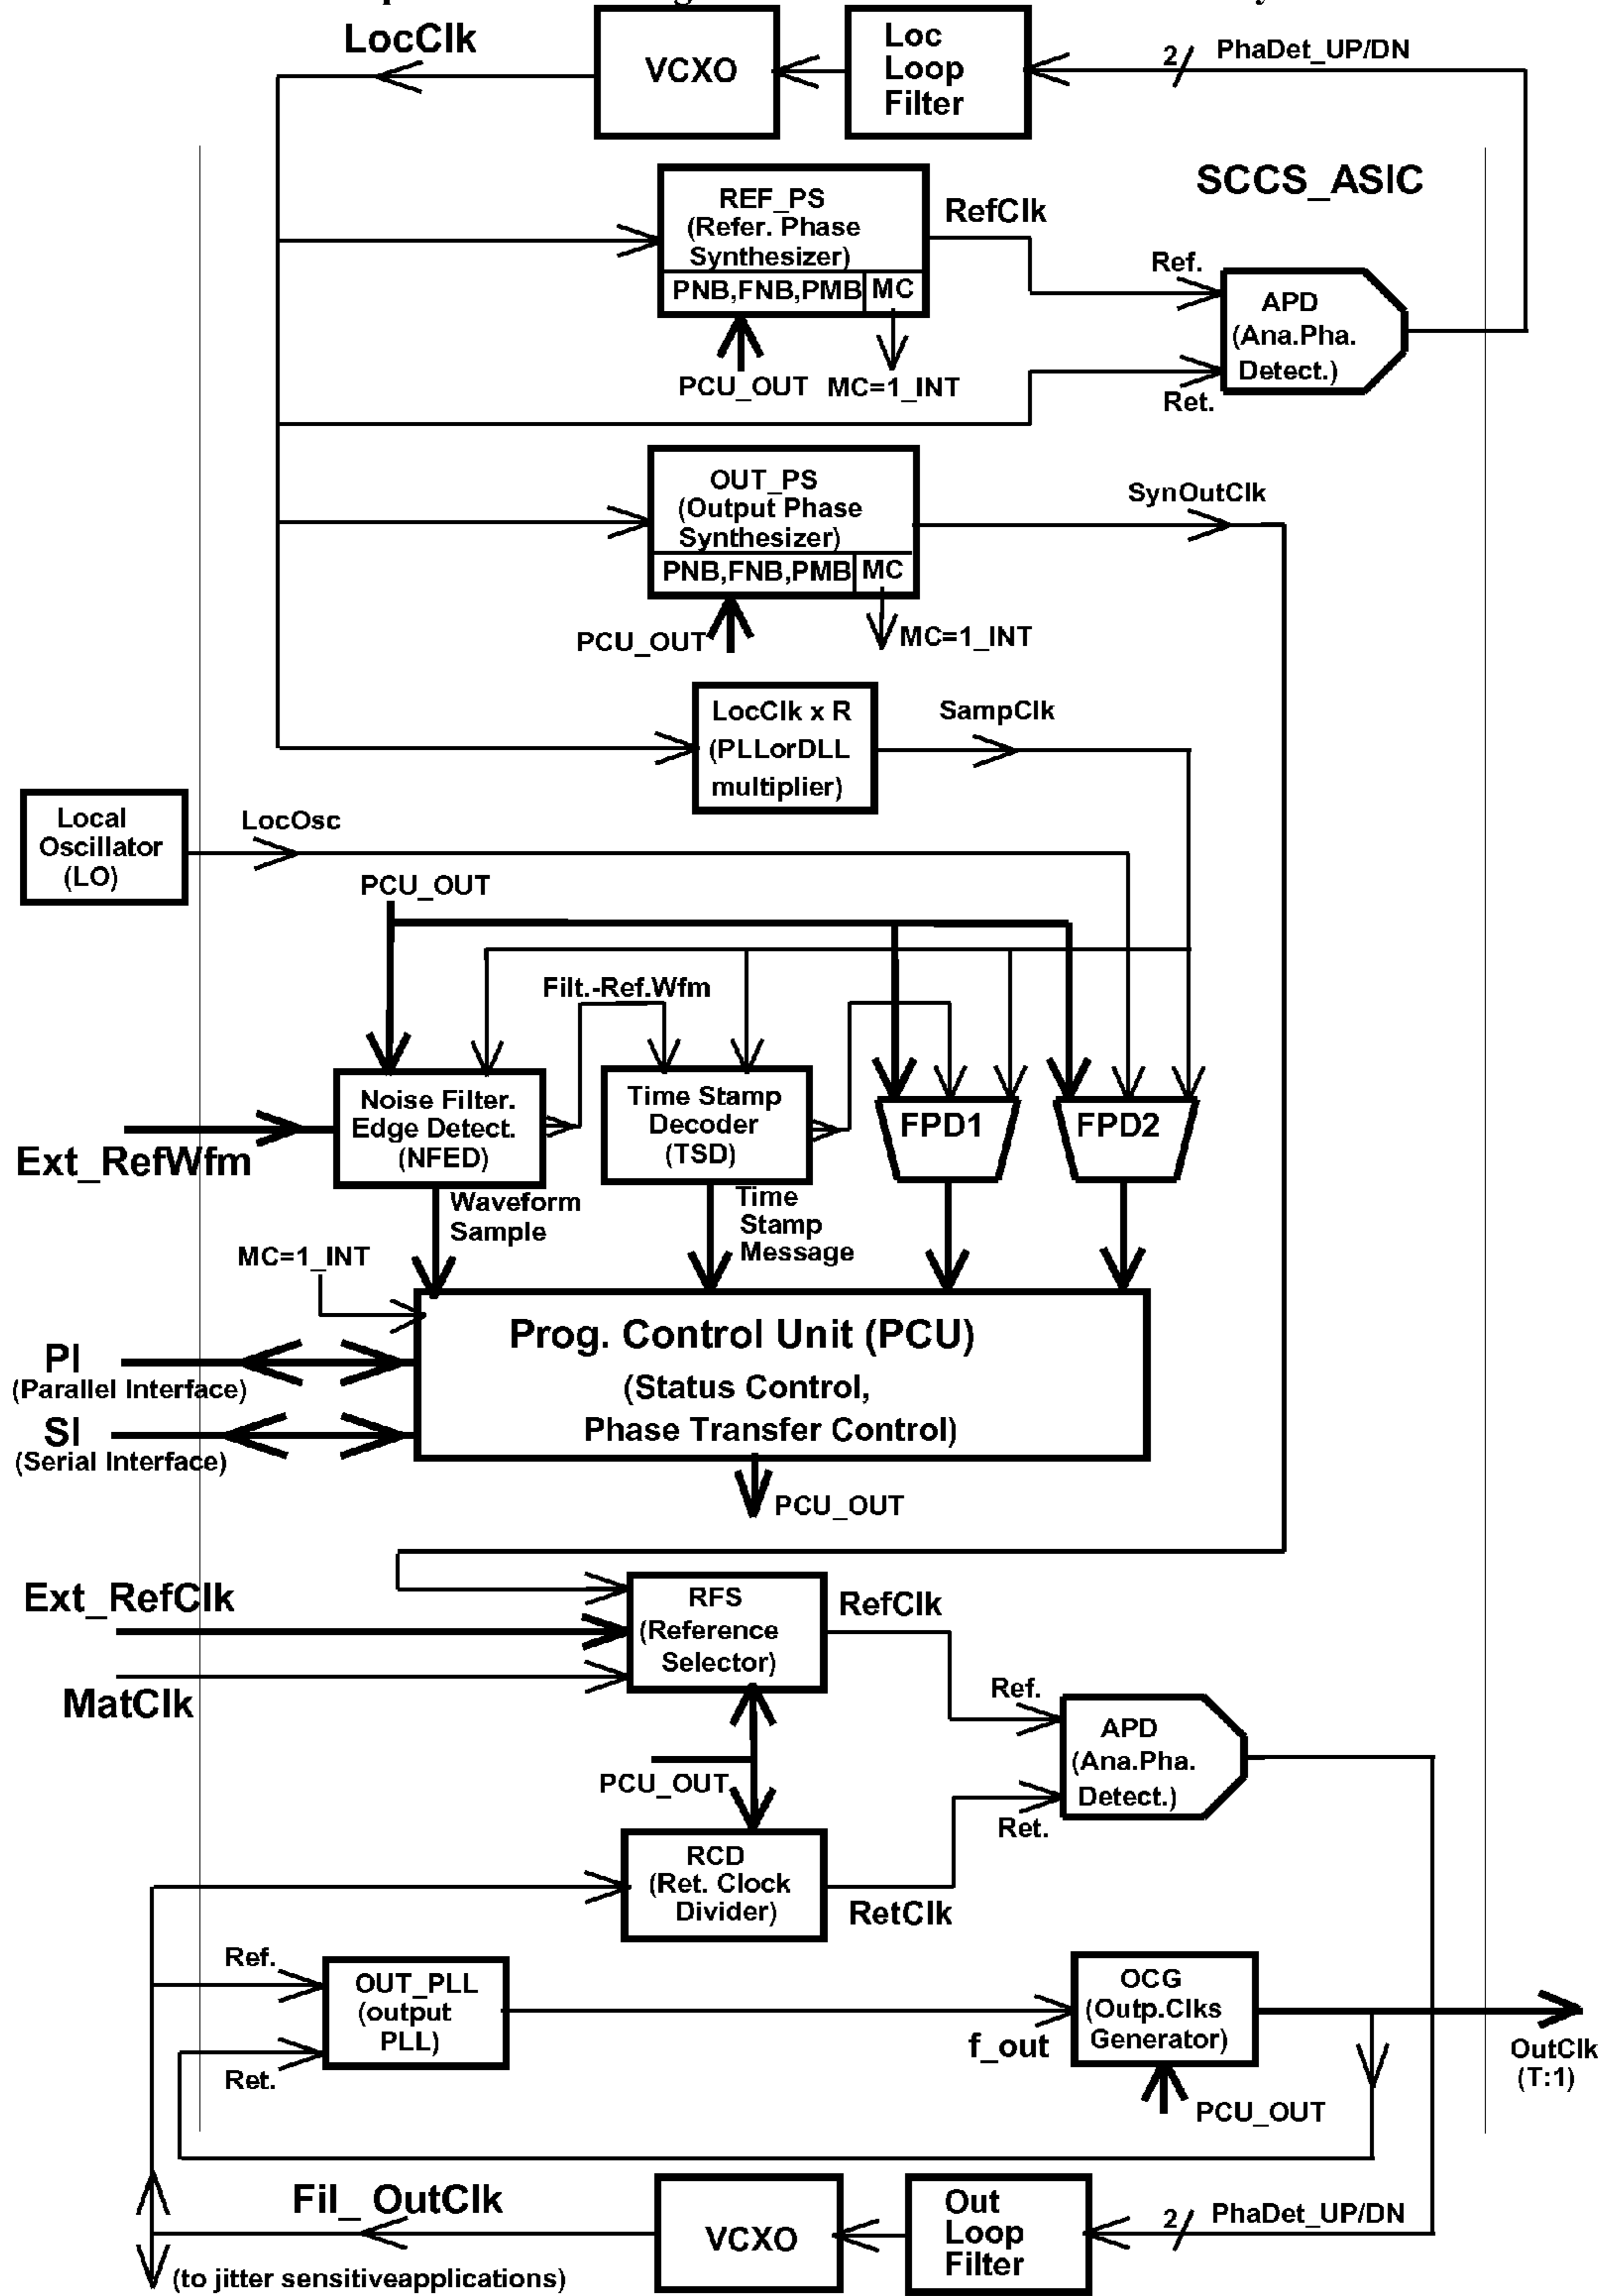 LocClk
VCXO
Loc
Loop
Filter
2
PhaDet_UP/DN
SCCS_ASIC
REF_PS
(Refer. Phase
Synthesizer)
PNB,FNB,PMB
MC
RefClk
PCU_OUT
MC=1_INT
Ref.
APD
(Ana.Pha.
Detect.)
Ret.
OUT_PS
(Output Phase
Synthesizer)
PNB,FNB,PMB
MC
SynOutClk
PCU_OUT
MC=1_INT
LocClk x R
(PLLorDLL
multiplier)
SampClk
Local
Oscillator
(LO)
LocOsc
PCU_OUT
Filt.-Ref.Wfm
Noise Filter.
Edge Detect.
(NFED)
Time Stamp
Decoder
(TSD)
FPD1
FPD2
Ext_RefWfm
Waveform
Sample
Time
Stamp
Message
MC=1_INT
Prog. Control Unit (PCU)
(Status Control,
Phase Transfer Control)
PI
(Parallel Interface)
SI
(Serial Interface)
PCU_OUT
Ext_RefClk
MatClk
RFS
(Reference
Selector)
RefClk
PCU_OUT
Ref.
APD
(Ana.Pha.
Detect.)
Ret.
RCD
(Ret. Clock
Divider)
RetClk
Ref.
OUT_PLL
(output
PLL)
Ret.
f_out
OCG
(Outp.Clks
Generator)
PCU_OUT
OutClk
(T:1)
Fil_ OutClk
VCXO
Out
Loop
Filter
2
PhaDet_UP/DN
(to jitter sensitiveapplications)